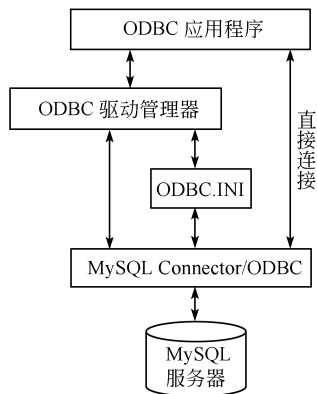 ODBC 应用程序
ODBC 驱动管理器
直接连接
ODBC.INI
MySQL Connector/ODBC
MySQL
服务器